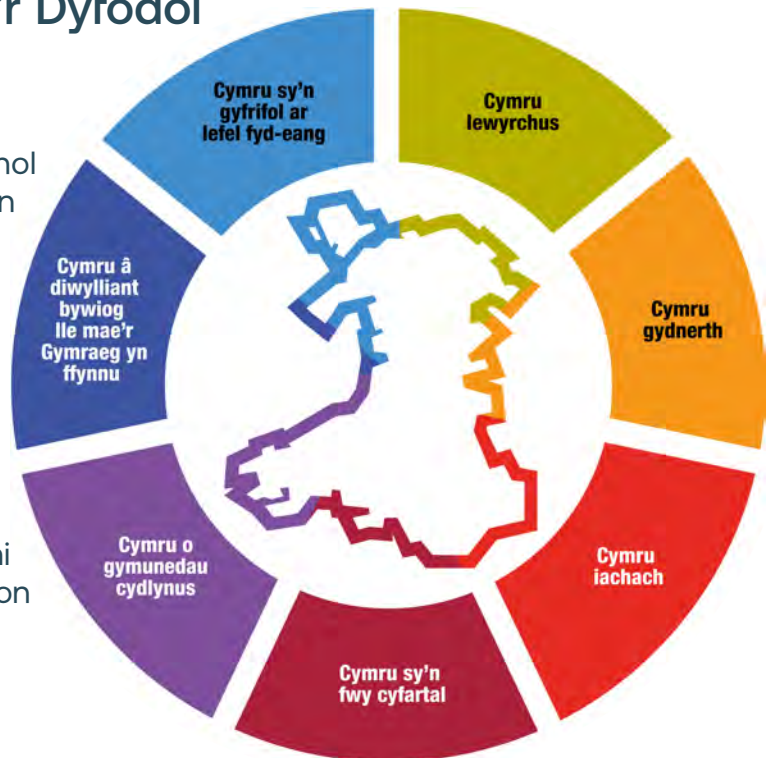 'r Dyfodol
Cymru sy'n
gyfrifol ar
lefel fyd-eang
Cymru
lewyrchus
Cymru
gydnerth
Cymru
iachach
Cymru sy'n
fwy cyfartal
Cymru o
gymunedau
cydlynus
Cymru â
diwylliant
bywiog
lle mae'r
Gymraeg yn
ffynnu